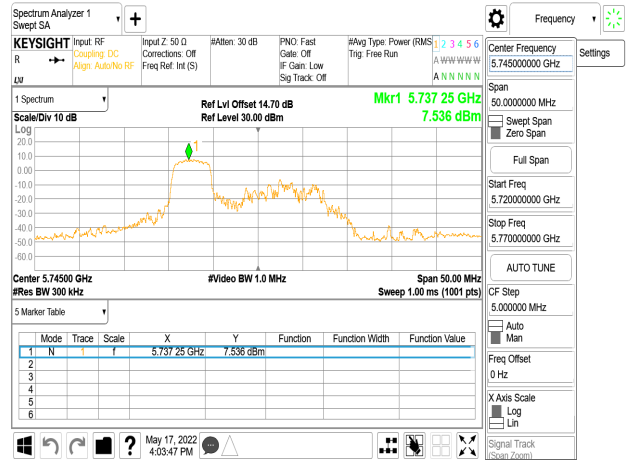 Spectrum Analyzer 1
Swept SA
Frequency
KEYSIGHT
R
Input: RF
Coupling: DC
Align: Auto/No RF
Input Z: 50 Ω
Corrections: Off
Freq Ref: Int (S)
#Atten: 30 dB
PNO: Fast
Gate: Off
IF Gain: Low
Sig Track: Off
#Avg Type: Power (RMS
Trig: Free Run
1 2 3 4 5 6
A W W W W W
A N N N N N
Center Frequency
5.745000000 GHz
Settings
Span
50.0000000 MHz
Swept Span
Zero Span
Full Span
Start Freq
5.720000000 GHz
Stop Freq
5.770000000 GHz
AUTO TUNE
CF Step
5.000000 MHz
Auto
Man
Freq Offset
0 Hz
X Axis Scale
Log
Lin
Signal Track
(Span Zoom)
1 Spectrum
Scale/Div 10 dB
Ref Lvl Offset 14.70 dB
Ref Level 30.00 dBm
Mkr1 5.737 25 GHz
7.536 dBm
Log
20.0
10.0
0.00
-10.0
-20.0
-30.0
-40.0
-50.0
-60.0
1
Center 5.74500 GHz
#Video BW 1.0 MHz
Span 50.00 MHz
#Res BW 300 kHz
Sweep 1.00 ms (1001 pts)
5 Marker Table
Mode Trace Scale X Y Function Function Width Function Value
1 N 1 f 5.737 25 GHz 7.536 dBm
2
3
4
5
6
May 17, 2022
4:03:47 PM